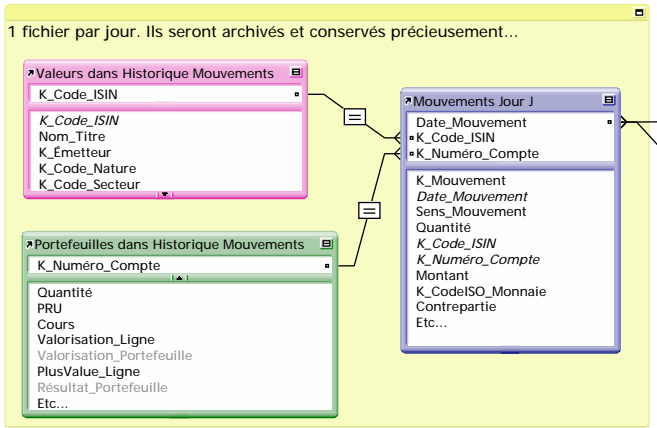 1 fichier par jour. Ils seront archivés et conservés précieusement...
Valeurs dans Historique Mouvements
K_Code_ISIN
K_Code_ISIN
Nom_Titre
K_Émetteur
K_Code_Nature
K_Code_Secteur
Portefeuilles dans Historique Mouvements
K_Numéro_Compte
Quantité
PRU
Cours
Valorisation_Ligne
Valorisation_Portefeuille
PlusValue_Ligne
Résultat_Portefeuille
Etc...
Mouvements Jour J
Date_Mouvement
K_Code_ISIN
K_Numéro_Compte
K_Mouvement
Date_Mouvement
Sens_Mouvement
Quantité
K_Code_ISIN
K_Numéro_Compte
Montant
K_CodeISO_Monnaie
Contrepartie
Etc...